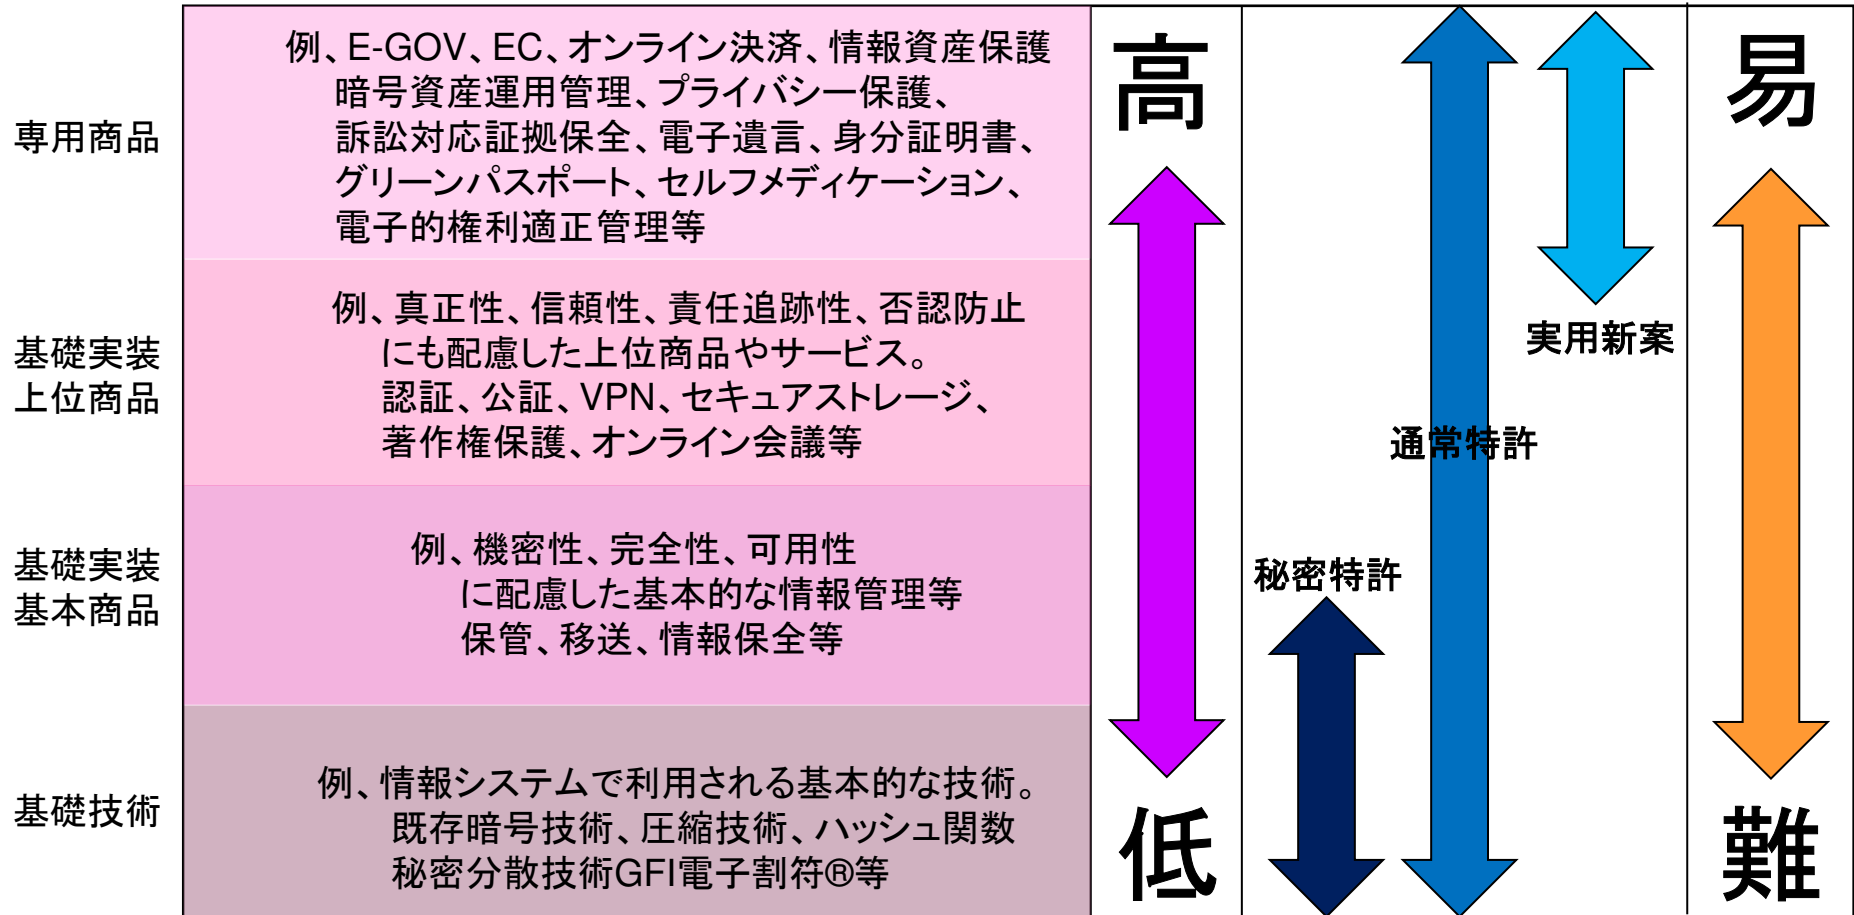 専用商品
例、E-GOV、EC、オンライン決済、情報資産保護
暗号資産運用管理、プライバシー保護、
訴訟対応証拠保全、電子遺言、身分証明書、
グリーンパスポート、セルフメディケーション、
電子的権利適正管理等
基礎実装
上位商品
例、真正性、信頼性、責任追跡性、否認防止
にも配慮した上位商品やサービス。
認証、公証、VPN、セキュアストレージ、
著作権保護、オンライン会議等
基礎実装
基本商品
例、機密性、完全性、可用性
に配慮した基本的な情報管理等
保管、移送、情報保全等
基礎技術
例、情報システムで利用される基本的な技術。
既存暗号技術、圧縮技術、ハッシュ関数
秘密分散技術GFI電子割符®等
高
低
秘密特許
通常特許
実用新案
易
難